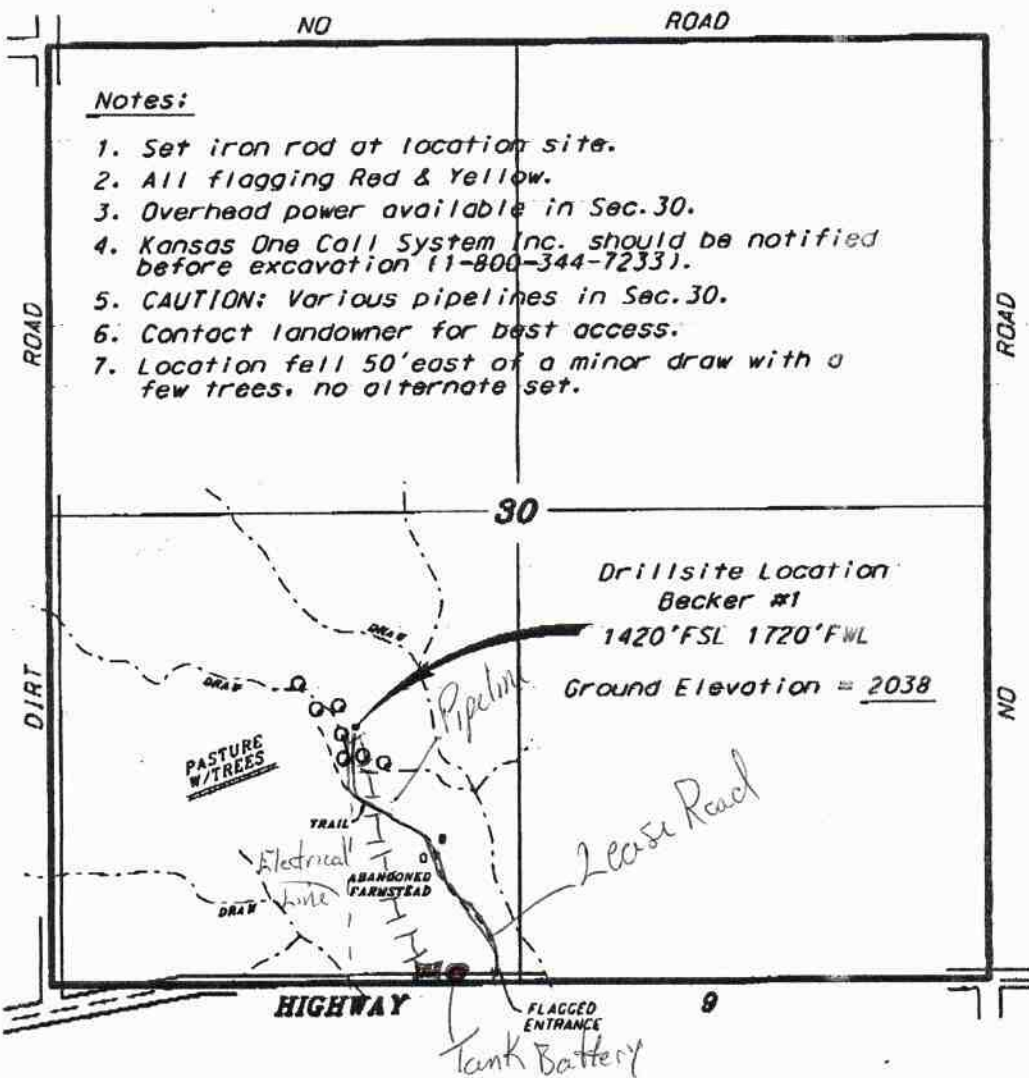 NO ROAD
Notes:
1. Set iron rod at location site.
2. All flagging Red & Yellow.
3. Overhead power available in Sec.30.
4. Kansas One Call System Inc. should be notified
before excavation (1-800-344-7233).
5. CAUTION: Various pipelines in Sec.30.
6. Contact landowner for best access.
7. Location fell 50'east of a minor draw with a
few trees, no alternate set.
ROAD
DIRT
ROAD
NO
30
Drillsite Location
Becker #1
1420'FSL 1720'FWL
Ground Elevation = 2038
DRAW
DRAW
Pipeline
PASTURE
W/TREES
TRAIL
Lease Road
Electrical
Line
ABANDONED
FARMSTEAD
DRAW
HIGHWAY 9
FLAGGED
ENTRANCE
Tank Battery